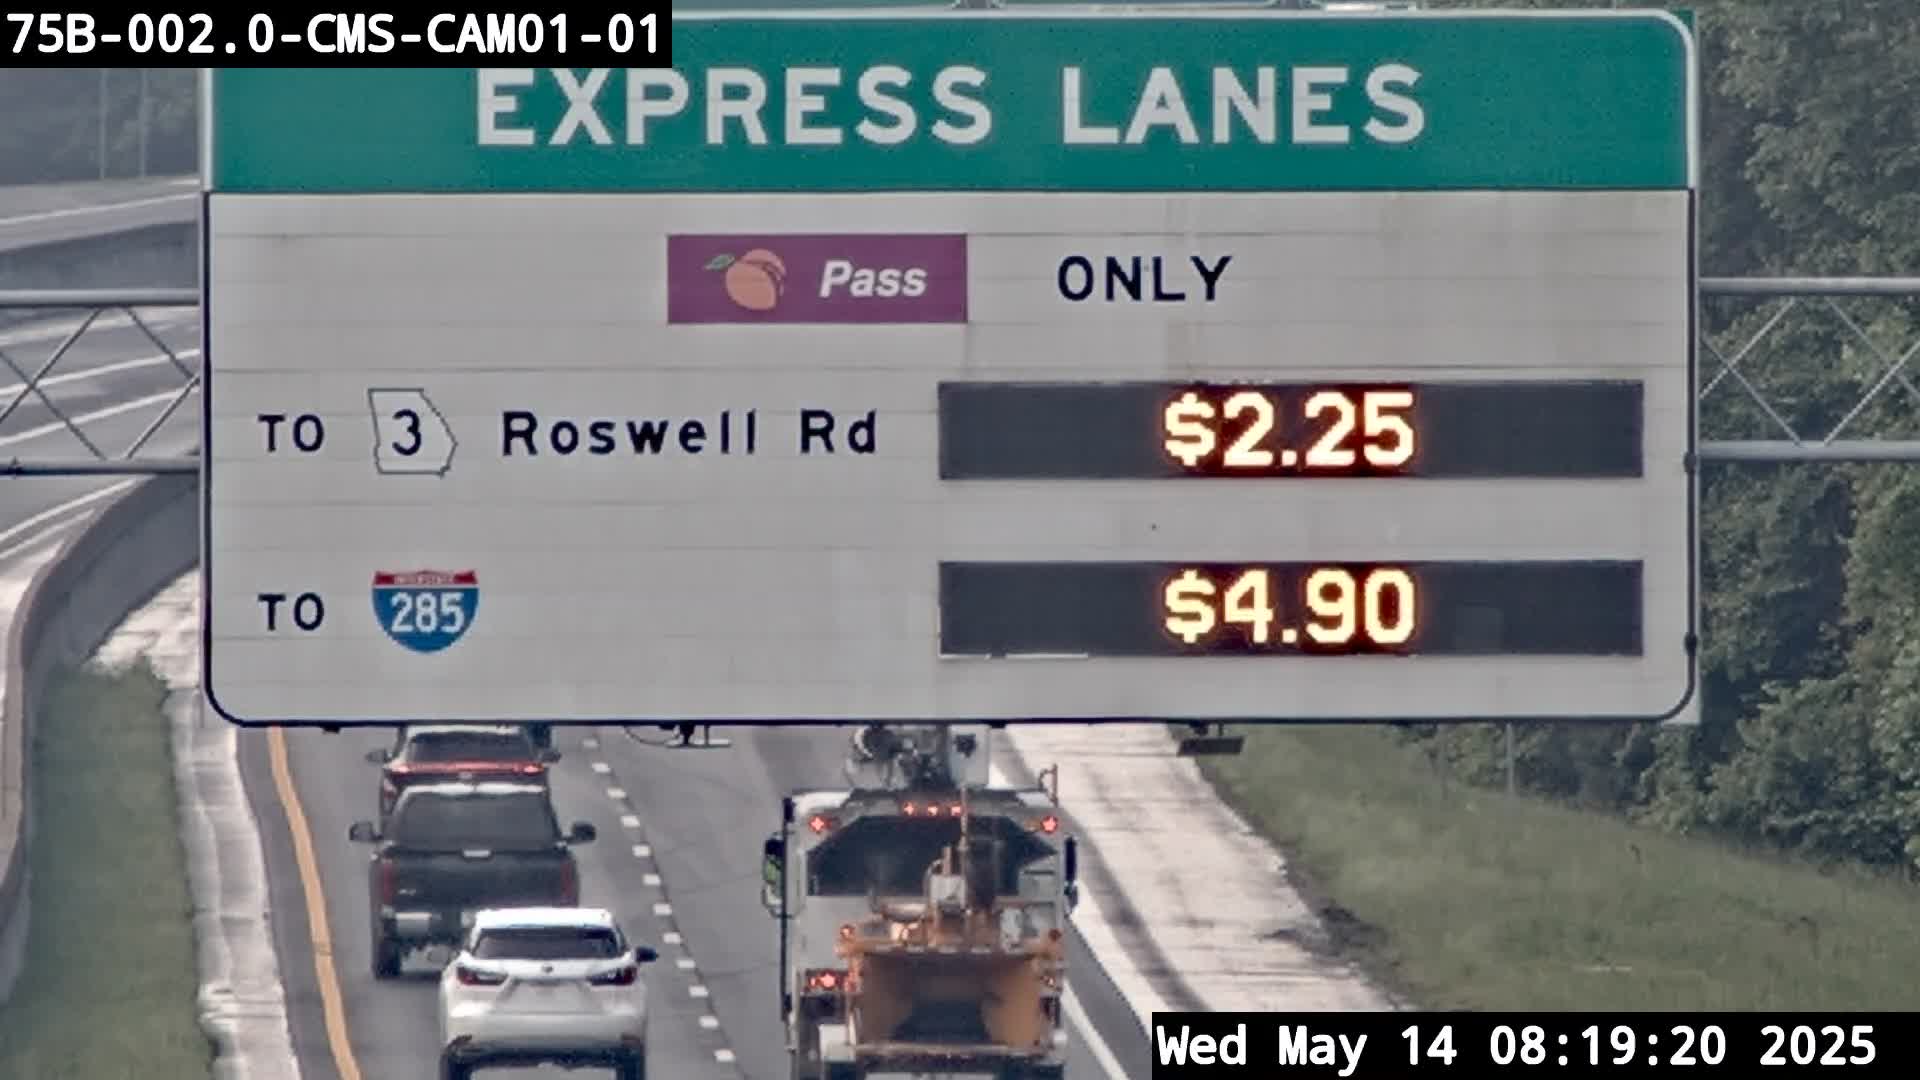 75B-002.0-CMS-CAM01-01
EXPRESS LANES
Pass ONLY
TO 3 Roswell Rd $2.25
INTERSTATE
TO 285 $4.90
Wed May 14 08:19:20 2025